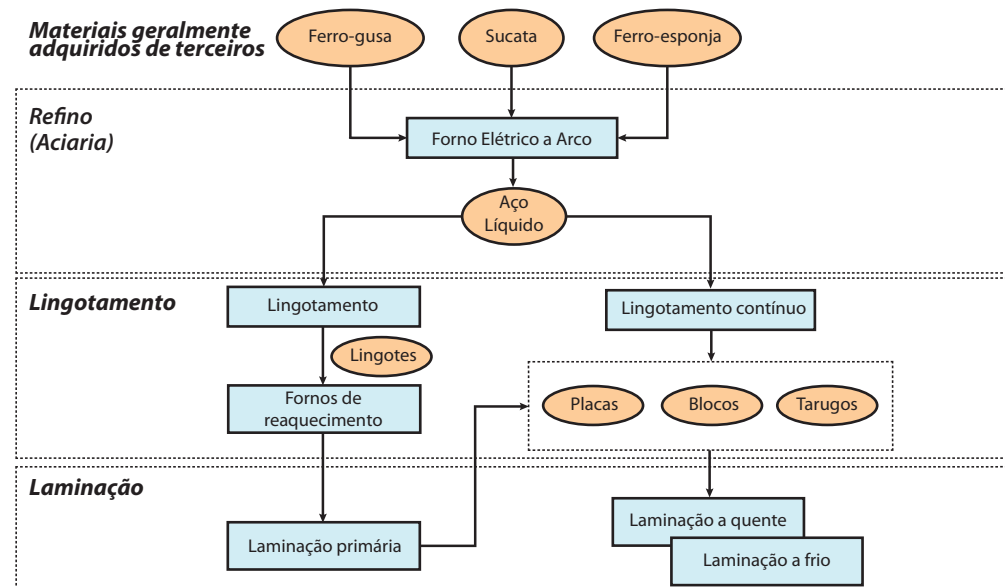 Materiais geralmente
adquiridos de terceiros
Ferro-gusa
Sucata
Ferro-esponja
Refino
(Aciaria)
Forno Elétrico a Arco
Aço
Líquido
Lingotamento
Lingotamento
Lingotamento contínuo
Lingotes
Fornos de
reaquecimento
Placas
Blocos
Tarugos
Laminação
Laminação primária
Laminação a quente
Laminação a frio